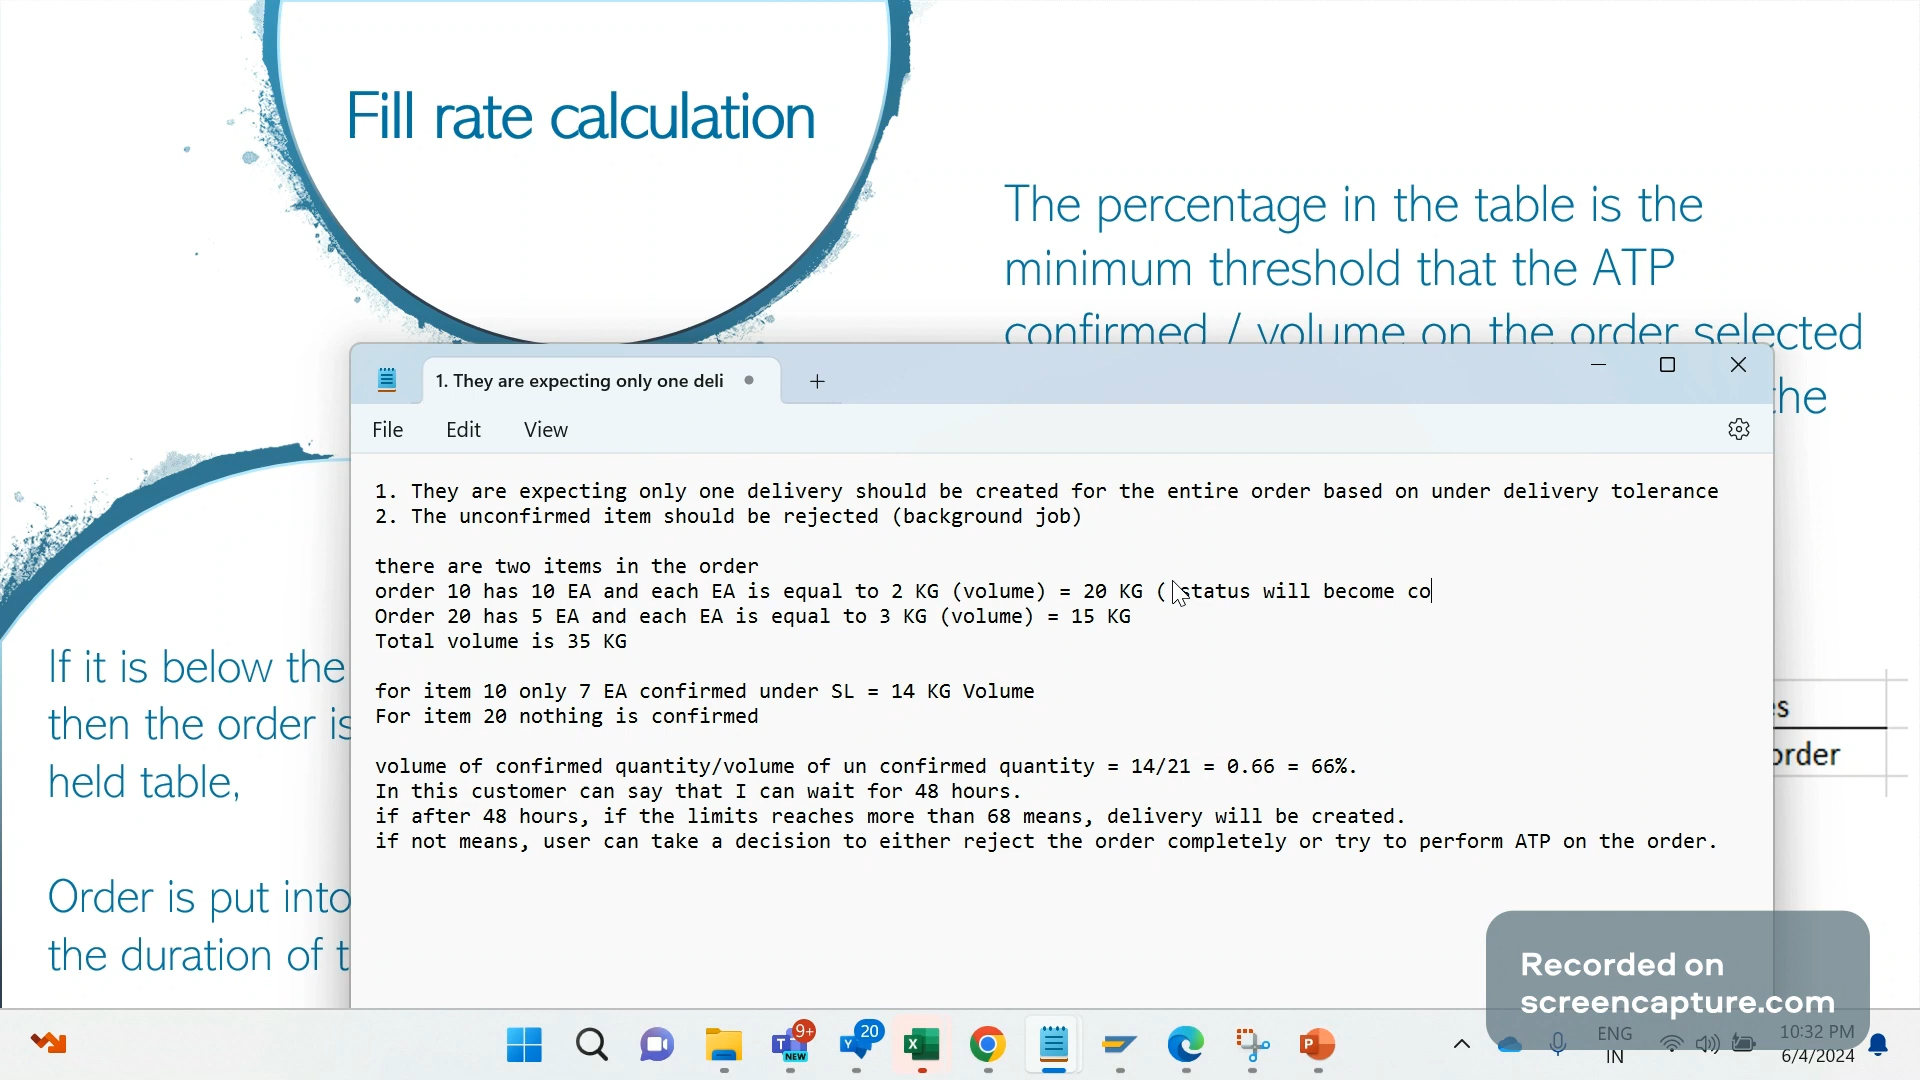 Fill rate calculation
The percentage in the table is the
minimum threshold that the ATP
confirmed / volume on the order selected
the
1. They are expecting only one deli
File Edit View
1. They are expecting only one delivery should be created for the entire order based on under delivery tolerance
2. The unconfirmed item should be rejected (background job)
there are two items in the order
order 10 has 10 EA and each EA is equal to 2 KG (volume) = 20 KG ( status will become co
Order 20 has 5 EA and each EA is equal to 3 KG (volume) = 15 KG
Total volume is 35 KG
for item 10 only 7 EA confirmed under SL = 14 KG Volume
For item 20 nothing is confirmed
volume of confirmed quantity/volume of un confirmed quantity = 14/21 = 0.66 = 66%.
In this customer can say that I can wait for 48 hours.
if after 48 hours, if the limits reaches more than 68 means, delivery will be created.
if not means, user can take a decision to either reject the order completely or try to perform ATP on the order.
If it is below the
then the order is
held table,
Order is put into
the duration of t
es
order
Recorded on
screencapture.com
9+
NEW
20
ENG
IN
10:32 PM
6/4/2024